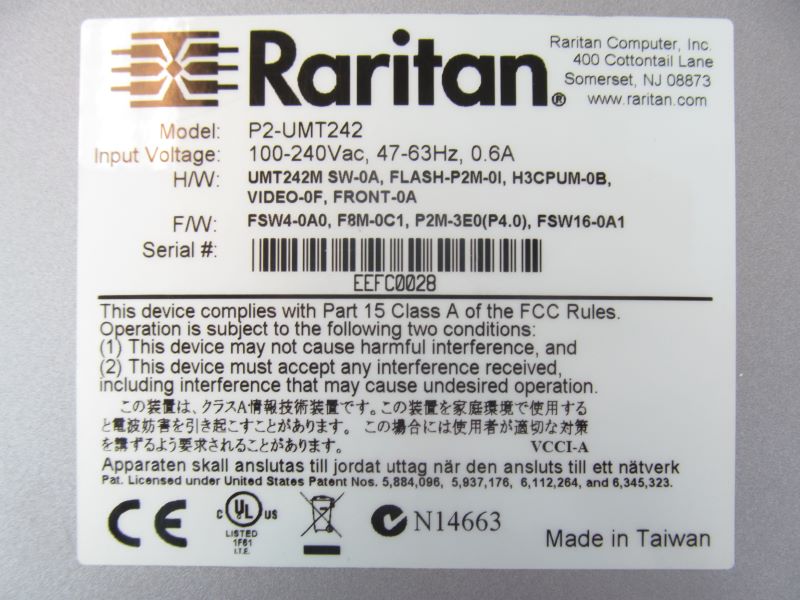 Raritan®
Raritan Computer, Inc.
400 Cottontail Lane
Somerset, NJ 08873
www.raritan.com
Model: P2-UMT242
Input Voltage: 100-240Vac, 47-63Hz, 0.6A
H/W: UMT242M SW-0A, FLASH-P2M-0I, H3CPUM-0B,
VIDEO-0F, FRONT-0A
F/W: FSW4-0A0, F8M-0C1, P2M-3E0(P4.0), FSW16-0A1
Serial #:
EEFC0028
This device complies with Part 15 Class A of the FCC Rules.
Operation is subject to the following two conditions:
(1) This device may not cause harmful interference, and
(2) This device must accept any interference received,
including interference that may cause undesired operation.
この装置は、クラスA情報技術装置です。この装置を家庭環境で使用する
と電波妨害を引き起こすことがあります。 この場合には使用者が適切な対策
を講ずるよう要求されることがあります。 VCCI-A
Apparaten skall anslutas till jordat uttag när den ansluts till ett nätverk
Pat. Licensed under United States Patent Nos. 5,884,096, 5,937,176, 6,112,264, and 6,345,323.
CE
C UL US
LISTED
1F61
I.T.E.
N14663
Made in Taiwan